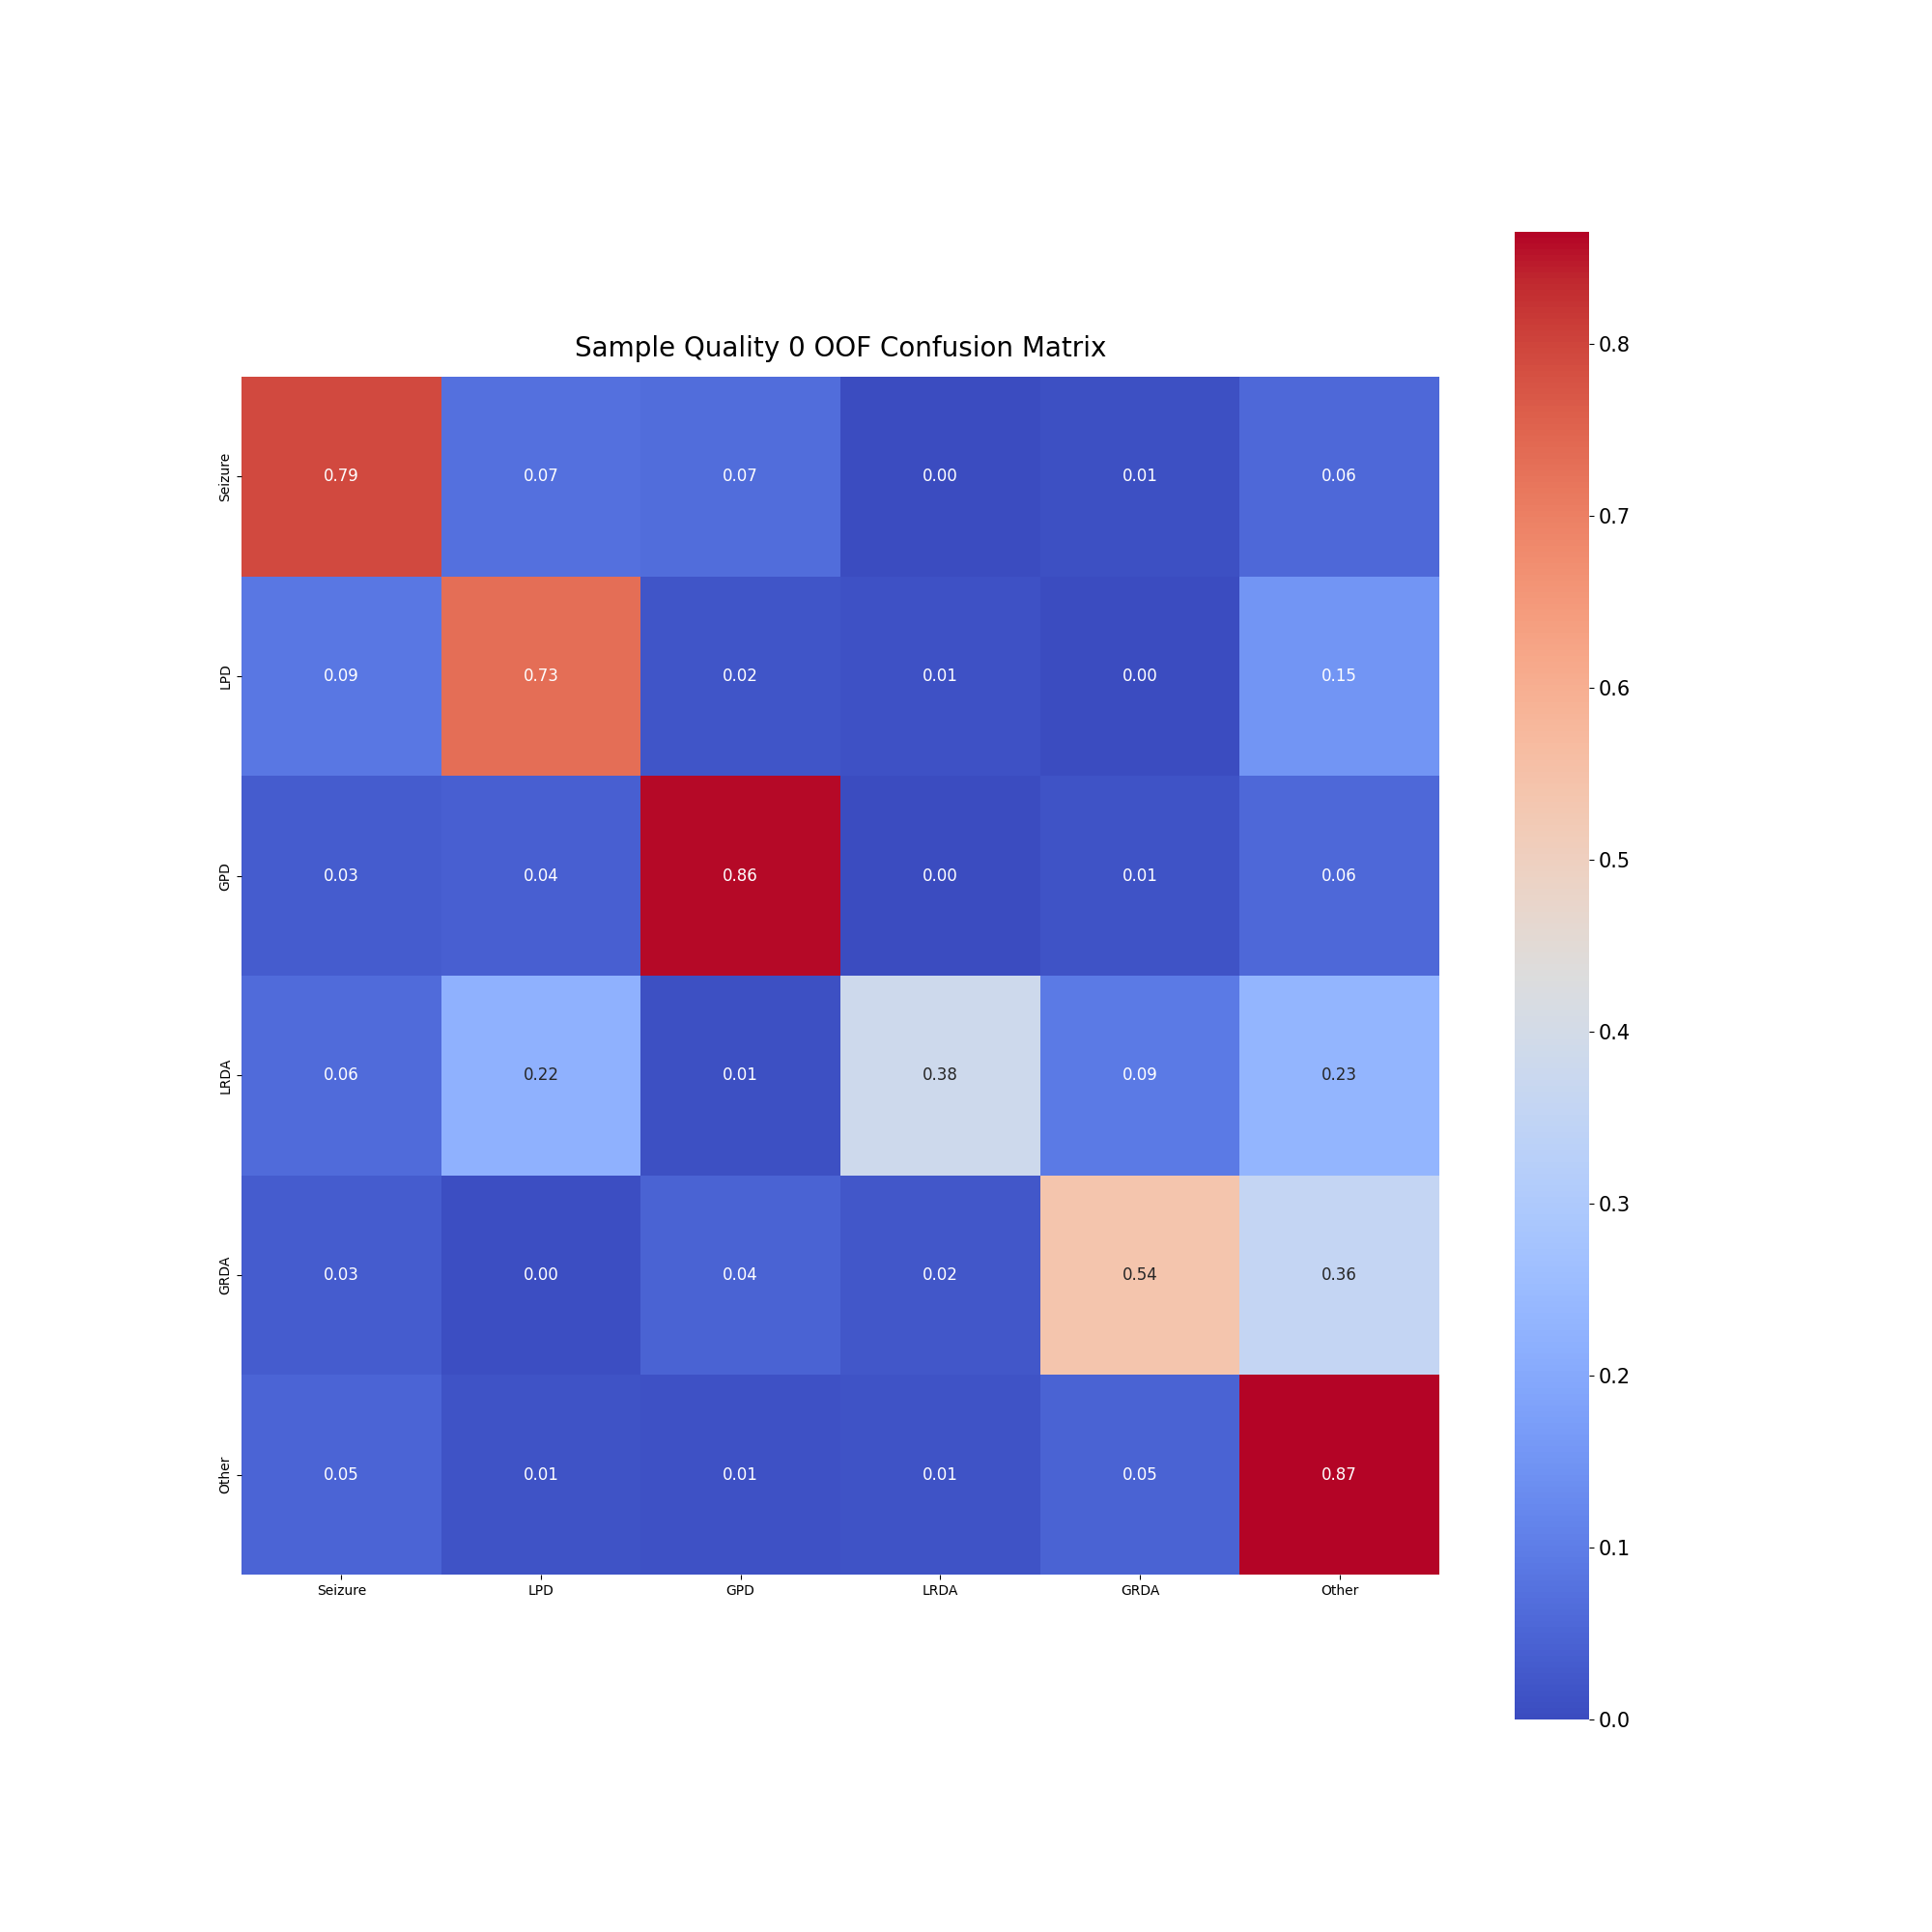 Sample Quality 0 OOF Confusion Matrix
Seizure 0.79 0.07 0.07 0.00 0.01 0.06
LPD 0.09 0.73 0.02 0.01 0.00 0.15
GPD 0.03 0.04 0.86 0.00 0.01 0.06
LRDA 0.06 0.22 0.01 0.38 0.09 0.23
GRDA 0.03 0.00 0.04 0.02 0.54 0.36
Other 0.05 0.01 0.01 0.01 0.05 0.87
Seizure LPD GPD LRDA GRDA Other
0.8
0.7
0.6
0.5
0.4
0.3
0.2
0.1
0.0